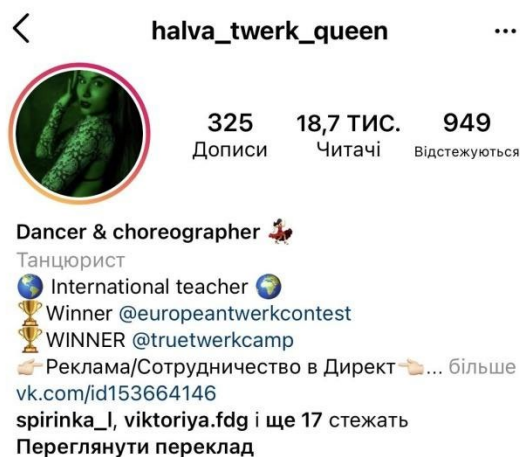 halva_twerk_queen
325 18,7 ТИС. 949
Дописи Читачі Відстежуються
Dancer & choreographer 💃
Танцюрист
🌎 International teacher 🌍
🏆Winner @europeantwerkcontest
🏆WINNER @truetwerkcamp
👉🏻Реклама/Сотрудничество в Директ👈🏻... більше
vk.com/id153664146
spirinka_l, viktoriya.fdg і ще 17 стежать
Переглянути переклад